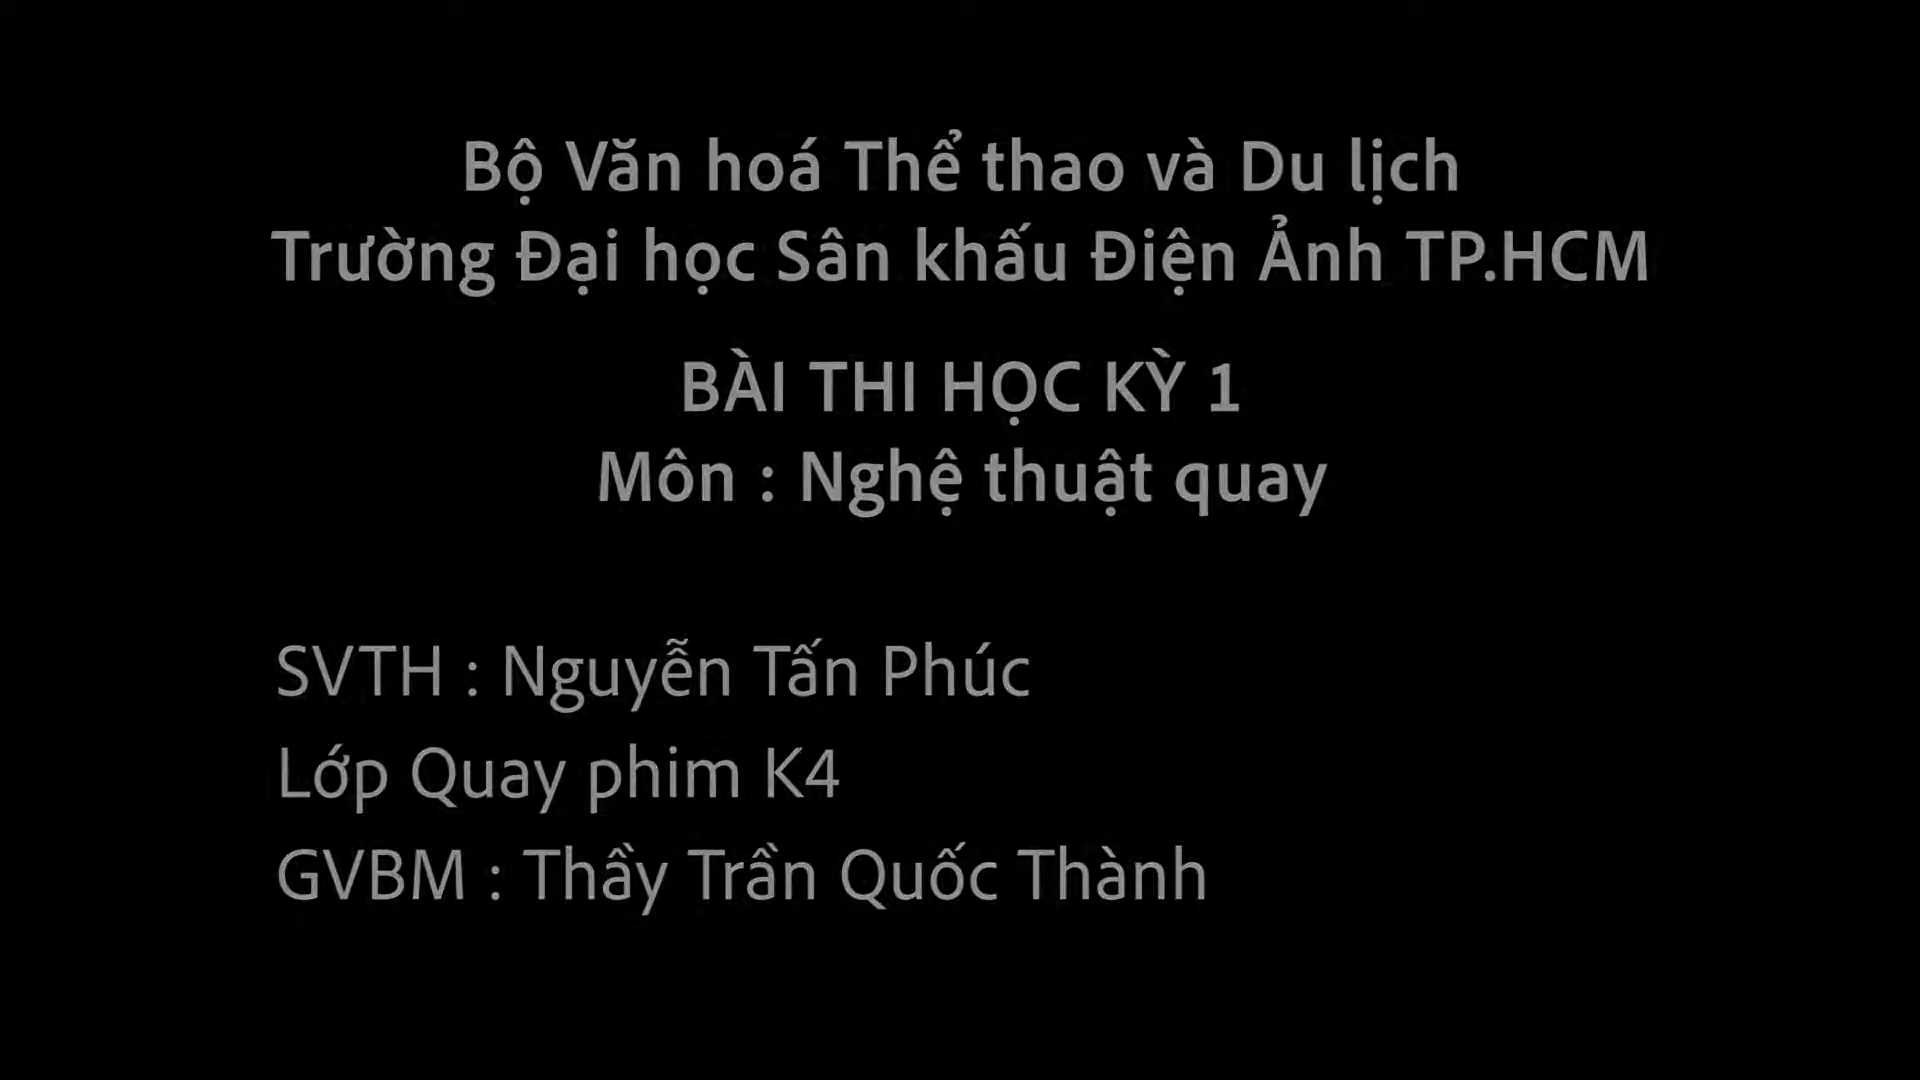 Bộ Văn hoá Thể thao và Du lịch
Trường Đại học Sân khấu Điện Ảnh TP.HCM
BÀI THI HỌC KỲ 1
Môn : Nghệ thuật quay
SVTH : Nguyễn Tấn Phúc
Lớp Quay phim K4
GVBM : Thầy Trần Quốc Thành